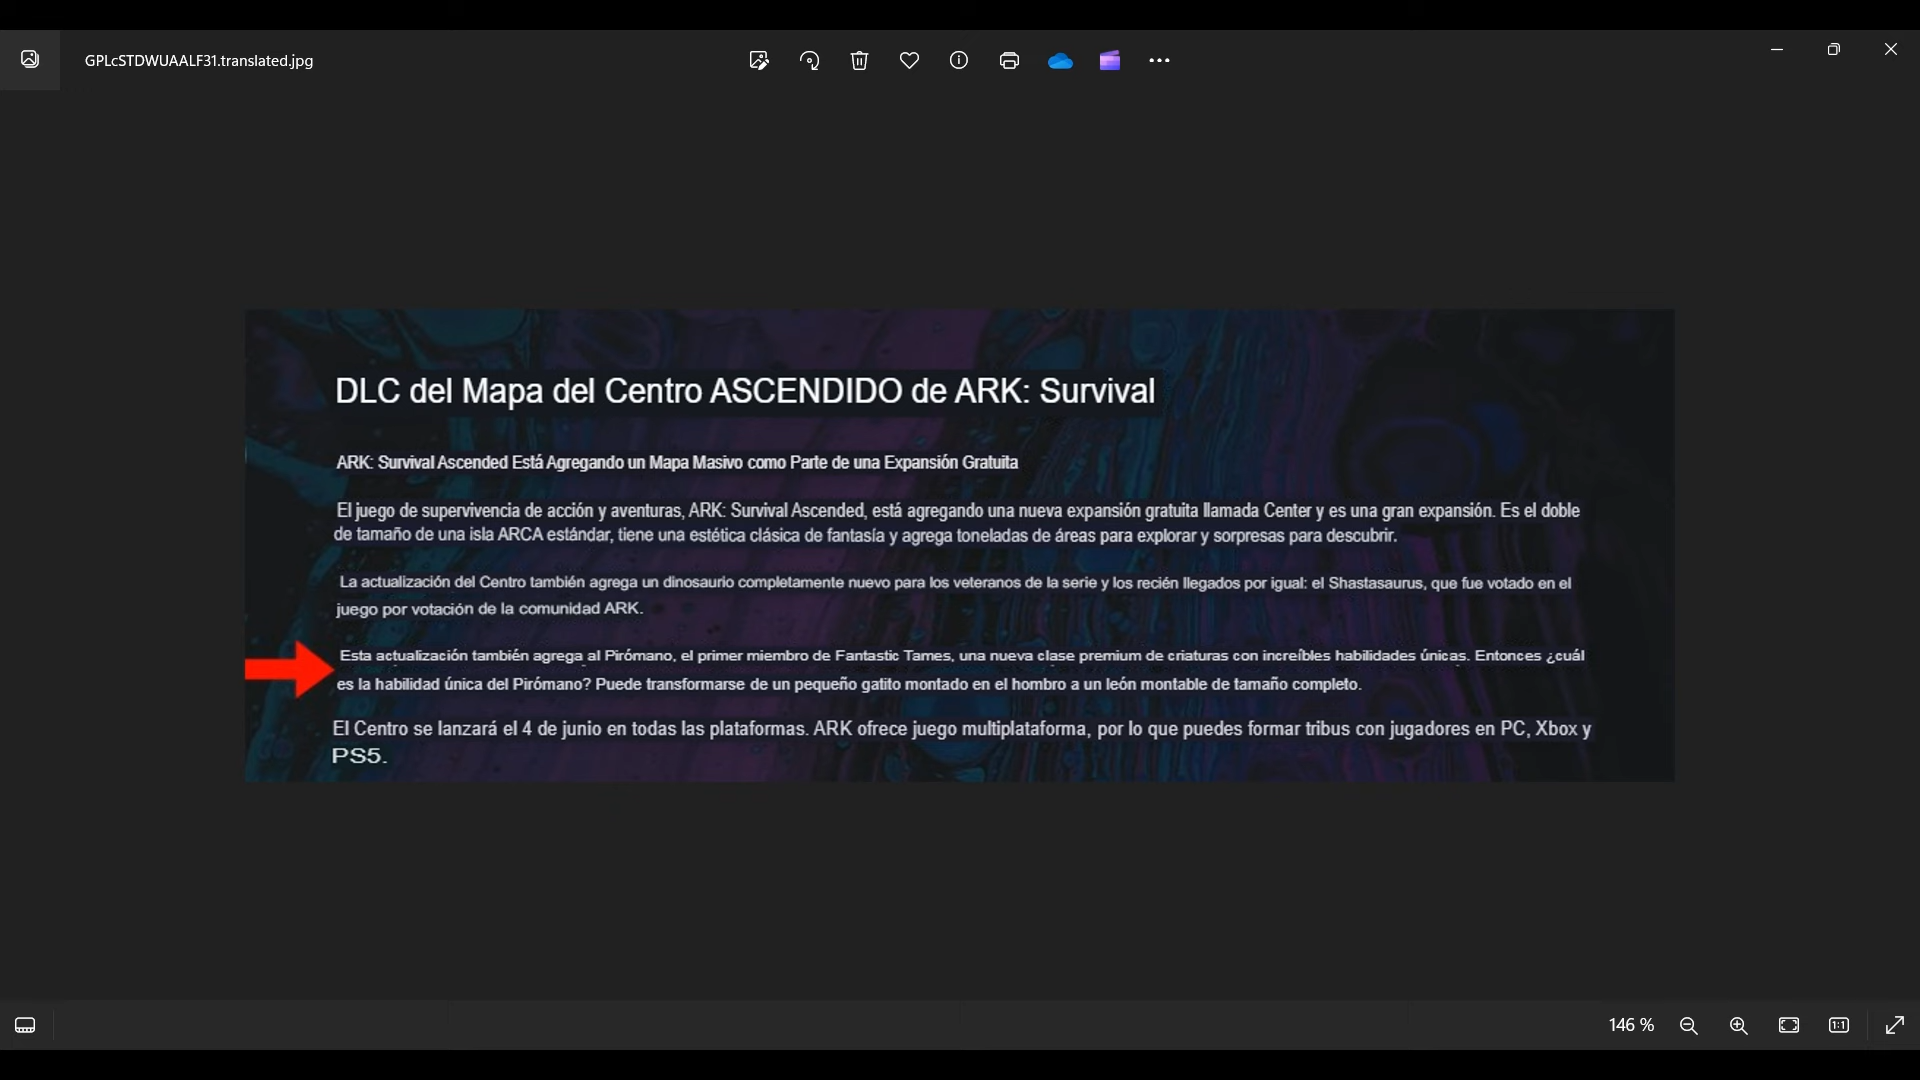 GPLcSTDWUAALF31.translated.jpg
DLC del Mapa del Centro ASCENDIDO de ARK: Survival
ARK: Survival Ascended Está Agregando un Mapa Masivo como Parte de una Expansión Gratuita
El juego de supervivencia de acción y aventuras, ARK: Survival Ascended, está agregando una nueva expansión gratuita llamada Center y es una gran expansión. Es el doble
de tamaño de una isla ARCA estándar, tiene una estética clásica de fantasía y agrega toneladas de áreas para explorar y sorpresas para descubrir.
La actualización del Centro también agrega un dinosaurio completamente nuevo para los veteranos de la serie y los recién llegados por igual: el Shastasaurus, que fue votado en el
juego por votación de la comunidad ARK.
Esta actualización también agrega al Pirómano, el primer miembro de Fantastic Tames, una nueva clase premium de criaturas con increíbles habilidades únicas. Entonces ¿cuál
es la habilidad única del Pirómano? Puede transformarse de un pequeño gatito montado en el hombro a un león montable de tamaño completo.
El Centro se lanzará el 4 de junio en todas las plataformas. ARK ofrece juego multiplataforma, por lo que puedes formar tribus con jugadores en PC, Xbox y
PS5.
146 %
1:1